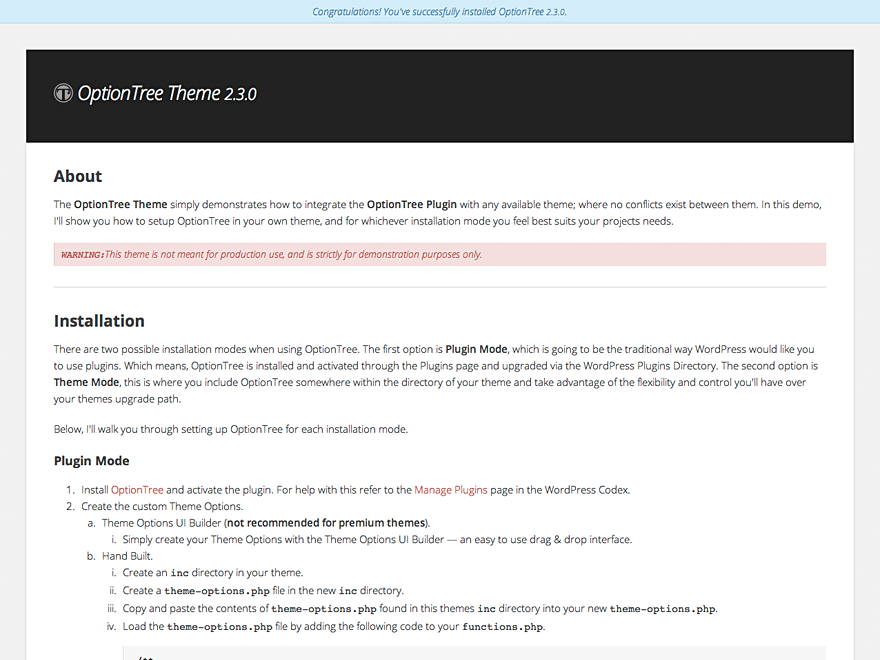 Congratulations! You've successfully installed OptionTree 2.3.0.
OptionTree Theme 2.3.0
About
The OptionTree Theme simply demonstrates how to integrate the OptionTree Plugin with any available theme; where no conflicts exist between them. In this demo,
I'll show you how to setup OptionTree in your own theme, and for whichever installation mode you feel best suits your projects needs.
WARNING:This theme is not meant for production use, and is strictly for demonstration purposes only.
Installation
There are two possible installation modes when using OptionTree. The first option is Plugin Mode, which is going to be the traditional way WordPress would like you
to use plugins. Which means, OptionTree is installed and activated through the Plugins page and upgraded via the WordPress Plugins Directory. The second option is
Theme Mode, this is where you include OptionTree somewhere within the directory of your theme and take advantage of the flexibility and control you'll have over
your themes upgrade path.
Below, I'll walk you through setting up OptionTree for each installation mode.
Plugin Mode
1. Install OptionTree and activate the plugin. For help with this refer to the Manage Plugins page in the WordPress Codex.
2. Create the custom Theme Options.
a. Theme Options UI Builder (not recommended for premium themes).
i. Simply create your Theme Options with the Theme Options UI Builder — an easy to use drag & drop interface.
b. Hand Built.
i. Create an inc directory in your theme.
ii. Create a theme-options.php file in the new inc directory.
iii. Copy and paste the contents of theme-options.php found in this themes inc directory into your new theme-options.php.
iv. Load the theme-options.php file by adding the following code to your functions.php.
/**